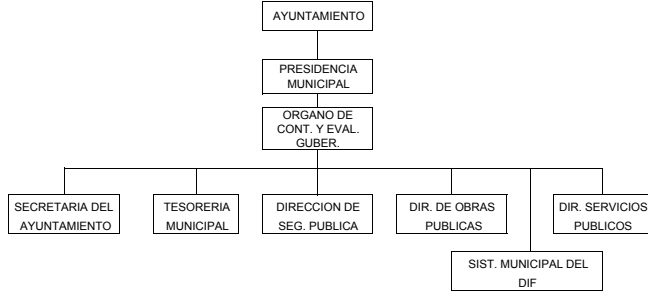 AYUNTAMIENTO
PRESIDENCIA
MUNICIPAL
ORGANO DE
CONT. Y EVAL.
GUBER.
SECRETARIA DEL
AYUNTAMIENTO
TESORERIA
MUNICIPAL
DIRECCION DE
SEG. PUBLICA
DIR. DE OBRAS
PUBLICAS
DIR. SERVICIOS
PUBLICOS
SIST. MUNICIPAL DEL
DIF